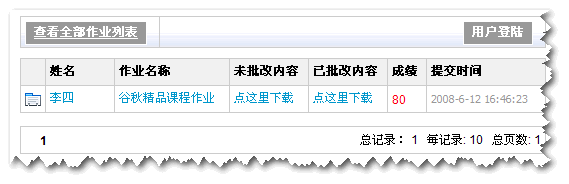 查看全部作业列表 用户登陆
姓名 作业名称 未批改内容 已批改内容 成绩 提交时间
李四 谷秋精品课程作业 点这里下载 点这里下载 80 2008-6-12 16:46:23
1 总记录： 1 每记录: 10 总页数: 1